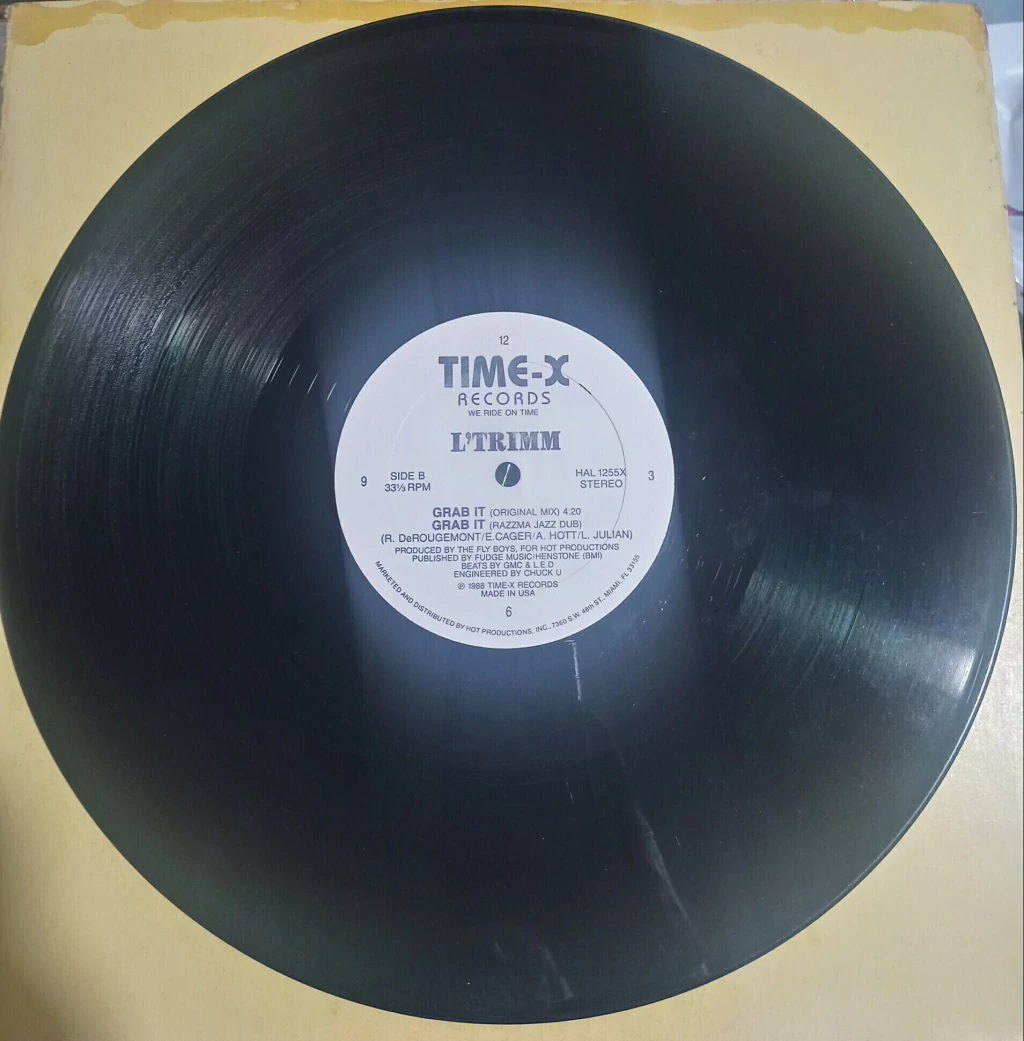 12
TIME-X
RECORDS
WE RIDE ON TIME
L'TRIMM
9
SIDE B
33⅓ RPM
HAL 1255X
STEREO
3
GRAB IT (ORIGINAL MIX) 4:20
GRAB IT (RAZZMA JAZZ DUB)
(R. DeROUGEMONT/E.CAGER/A. HOTT/L. JULIAN)
PRODUCED BY THE FLY BOYS, FOR HOT PRODUCTIONS
PUBLISHED BY FUDGE MUSIC/HENSTONE (BMI)
BEATS BY GMC & L.E.D
ENGINEERED BY CHUCK U
℗ 1988 TIME-X RECORDS
MADE IN USA
6
MARKETED AND DISTRIBUTED BY HOT PRODUCTIONS, INC., 7360 S.W. 48th ST. MIAMI, FL 33155